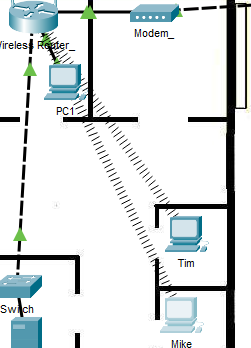 Modem_
Wireless Router_
PC1
Tim
Switch
Mike